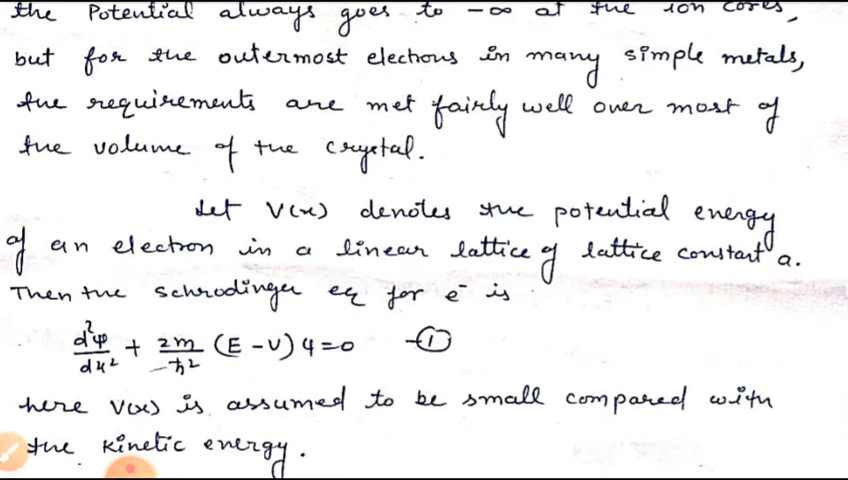 the Potential always goes to -∞ at the ion cores,
but for the outermost electrons in many simple metals,
the requirements are met fairly well over most of
the volume of the crystal.
Let V(x) denotes the potential energy
of an electron in a linear lattice of lattice constant a.
Then the Schrodinger eq for e⁻ is
d²ψ/dx² + 2m/ħ² (E - V) ψ = 0 —①
here V(x) is assumed to be small compared with
the kinetic energy.